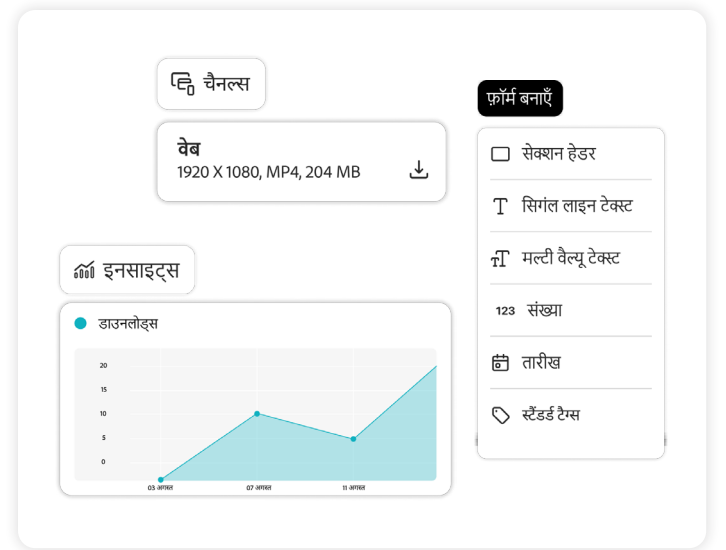 चैनल्स
वेब
1920 X 1080, MP4, 204 MB
इनसाइट्स
डाउनलोड्स
20
15
10
5
0
03 अगस्त
07 अगस्त
11 अगस्त
फ़ॉर्म बनाएँ
सेक्शन हेडर
सिगंल लाइन टेक्स्ट
मल्टी वैल्यू टेक्स्ट
123 संख्या
तारीख
स्टैंडर्ड टैग्स